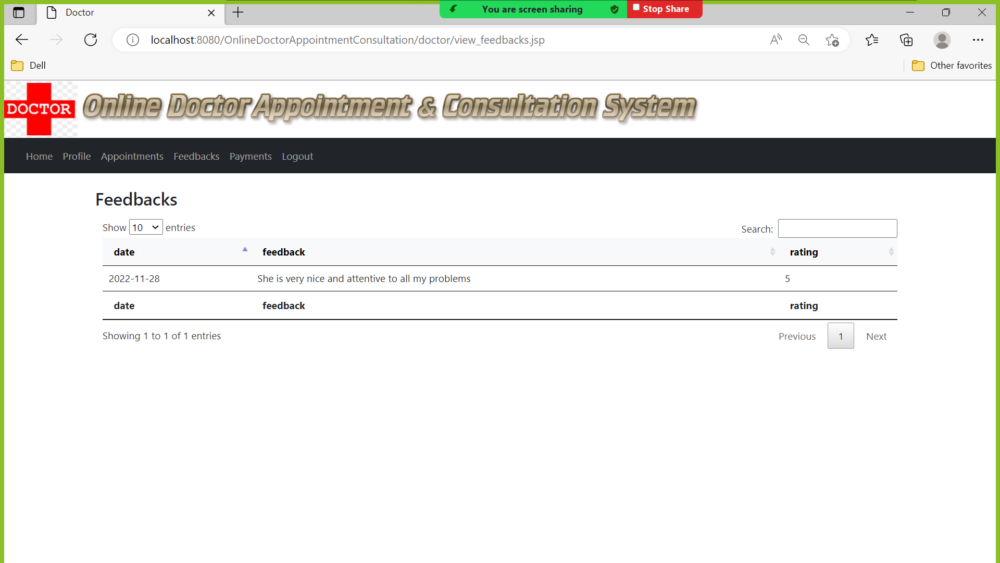 Doctor
You are screen sharing
Stop Share
localhost:8080/OnlineDoctorAppointmentConsultation/doctor/view_feedbacks.jsp
Dell
Other favorites
DOCTOR
Online Doctor Appointment & Consultation System
Home Profile Appointments Feedbacks Payments Logout
Feedbacks
Show 10 entries
Search:
date feedback rating
2022-11-28 She is very nice and attentive to all my problems 5
date feedback rating
Showing 1 to 1 of 1 entries
Previous 1 Next